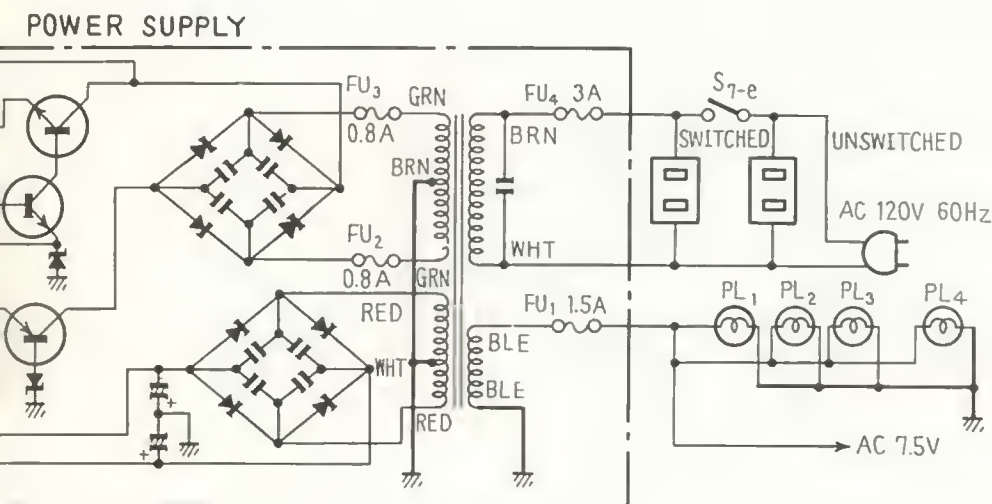 POWER SUPPLY
FU3
0.8A
GRN
BRN
FU2
0.8A
GRN
FU4 3A
BRN
WHT
S7-e
SWITCHED
UNSWITCHED
AC 120V 60Hz
RED
WHT
RED
FU1 1.5A
BLE
BLE
PL1 PL2 PL3 PL4
AC 7.5V
+
+